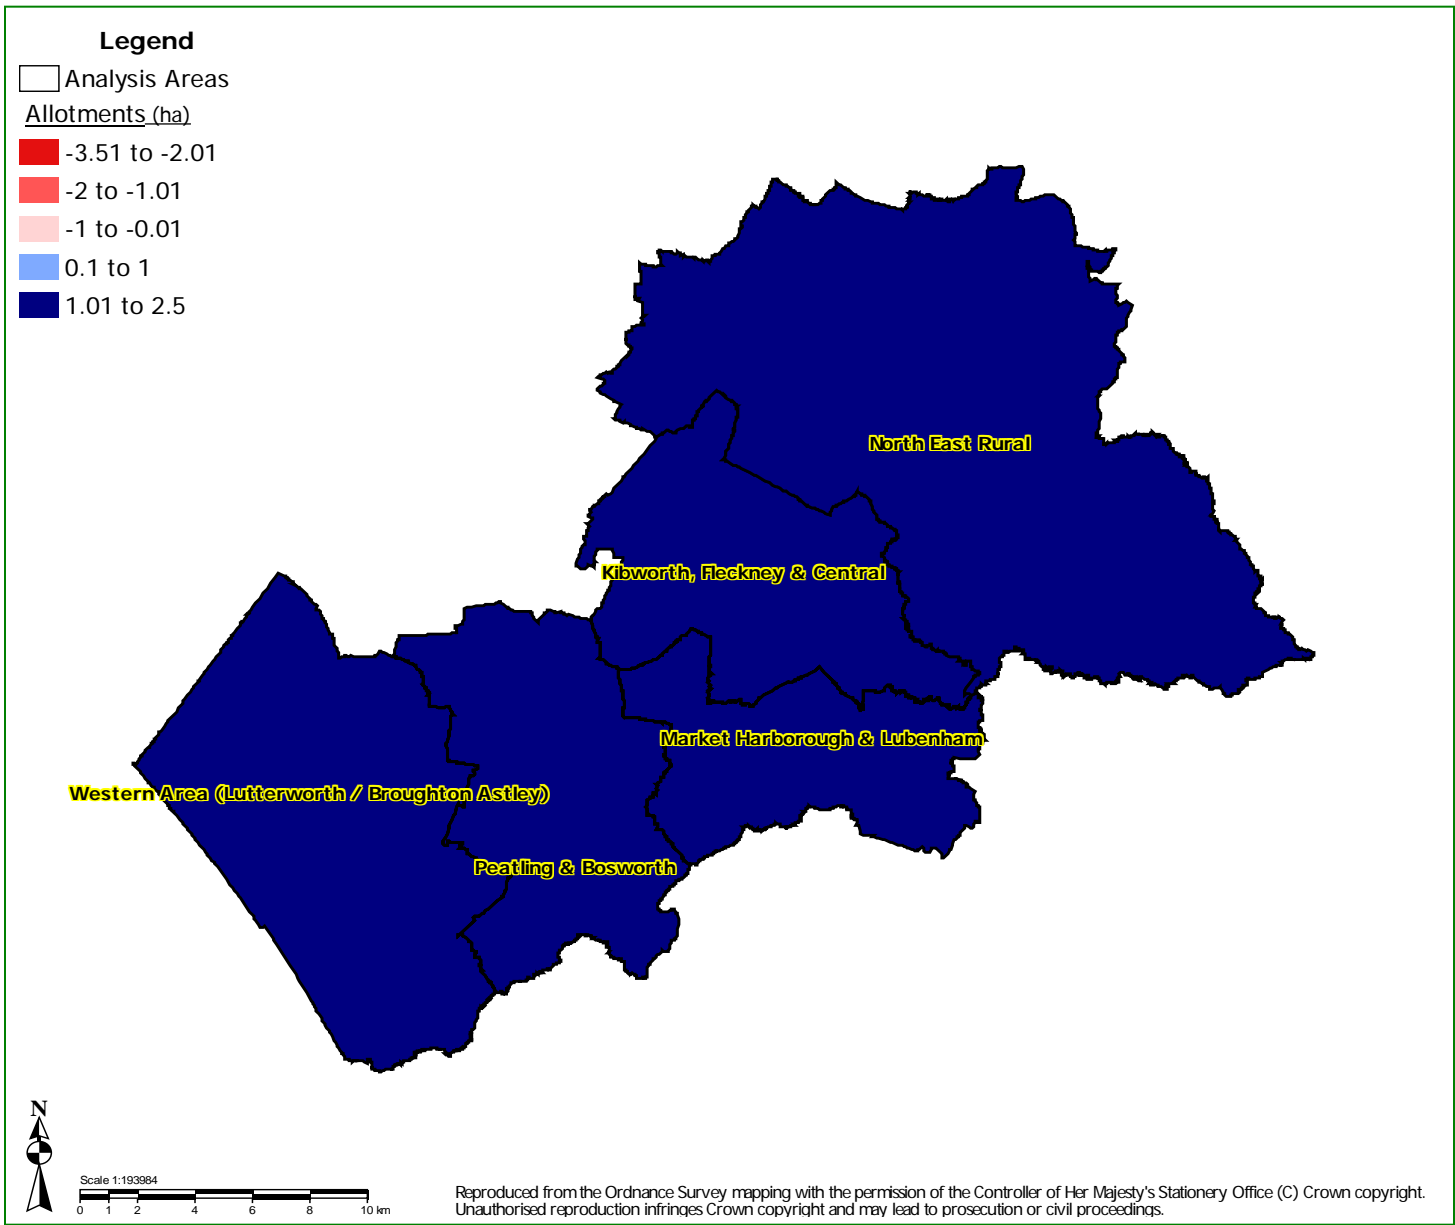 Legend
Analysis Areas
Allotments (ha)
-3.51 to -2.01
-2 to -1.01
-1 to -0.01
0.1 to 1
1.01 to 2.5
North East Rural
Kibworth, Fleckney & Central
Market Harborough & Lubenham
Western Area (Lutterworth / Broughton Astley)
Peatling & Bosworth
N
Scale 1:193984
0 1 2 4 6 8 10 km
Reproduced from the Ordnance Survey mapping with the permission of the Controller of Her Majesty's Stationery Office (C) Crown copyright.
Unauthorised reproduction infringes Crown copyright and may lead to prosecution or civil proceedings.